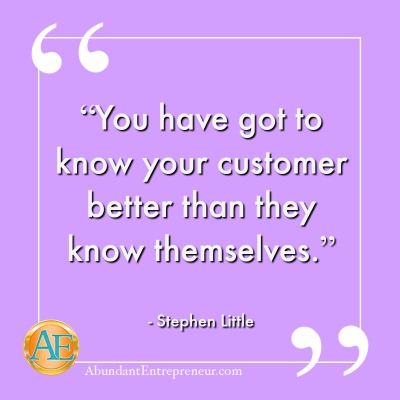 “You have got to
know your customer
better than they
know themselves.”
- Stephen Little
AE
AbundantEntrepreneur.com